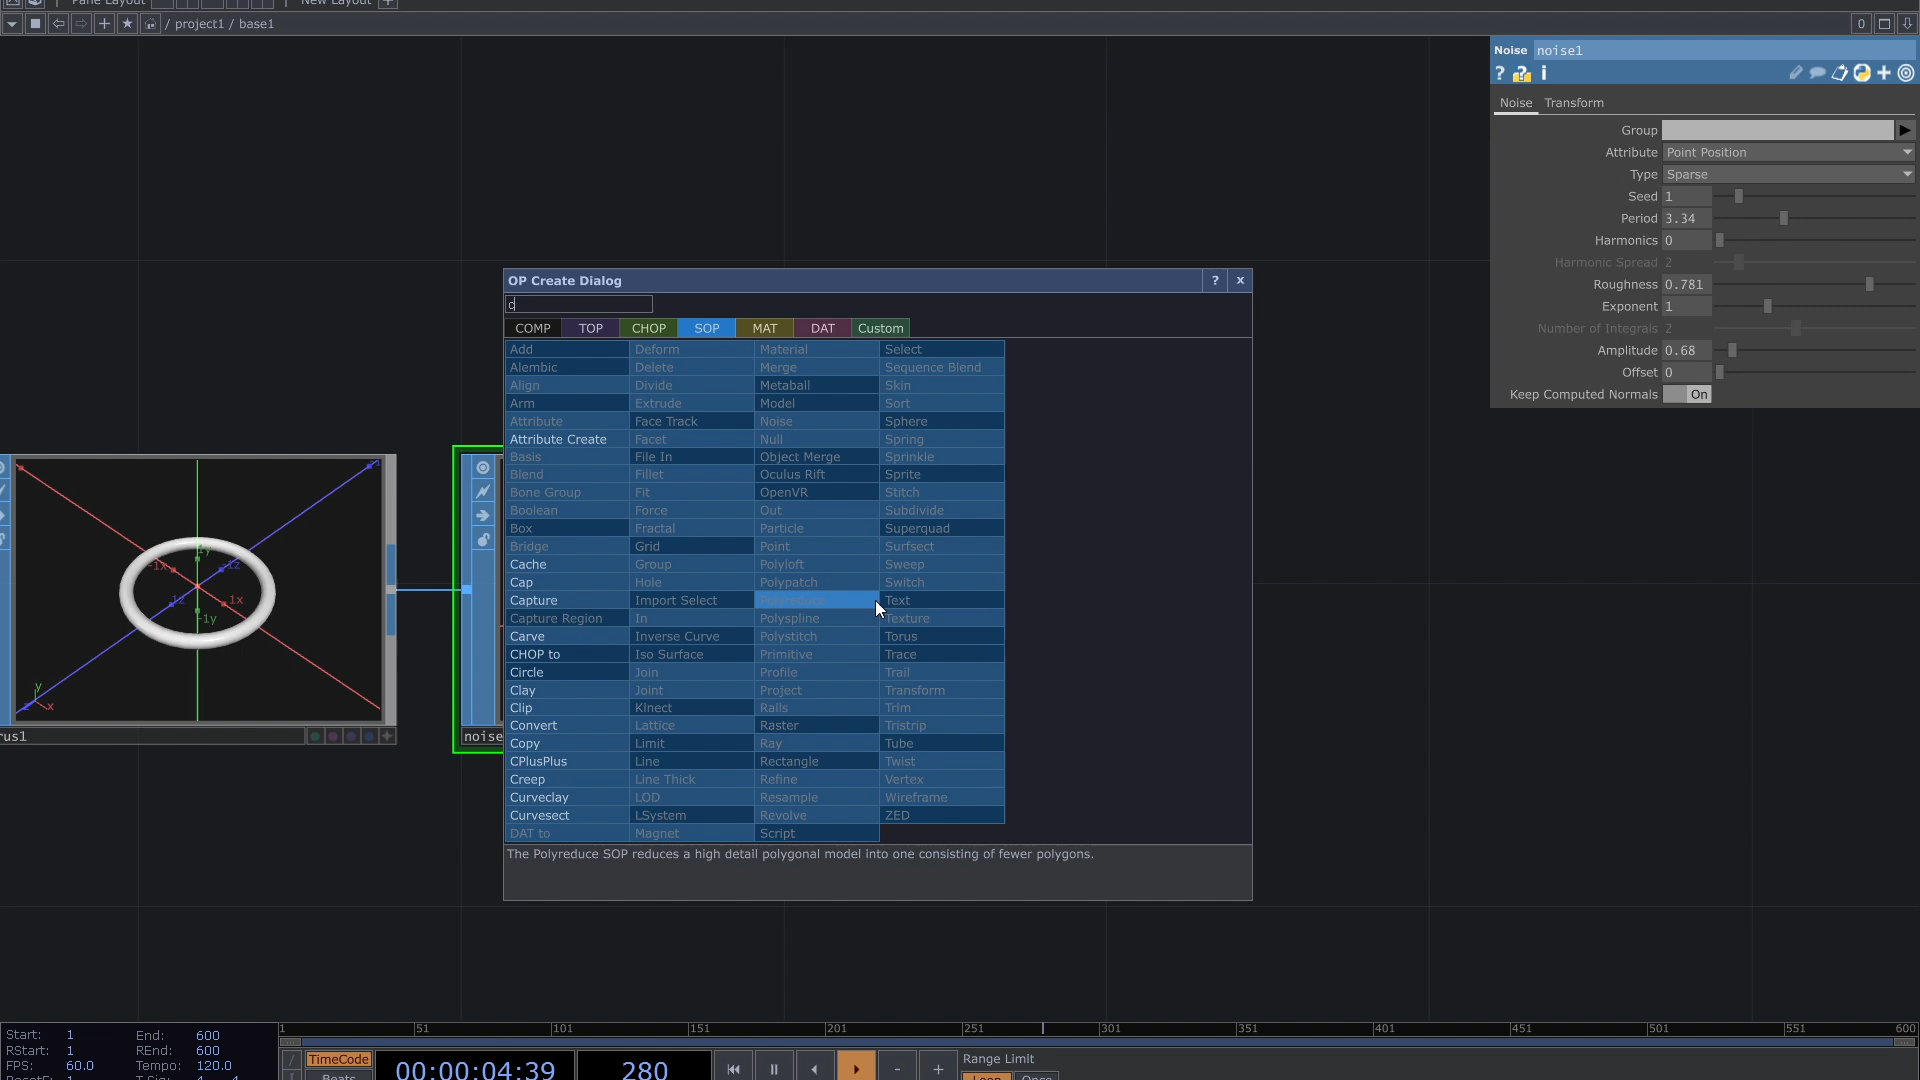 Pane Layout
New Layout
/ project1 / base1
0
Noise noise1
? ? i
Noise Transform
Group
Attribute Point Position
Type Sparse
Seed 1
Period 3.34
Harmonics 0
Harmonic Spread 2
Roughness 0.781
Exponent 1
Number of Integrals 2
Amplitude 0.68
Offset 0
Keep Computed Normals On
OP Create Dialog ? x
c
COMP TOP CHOP SOP MAT DAT Custom
Add Deform Material Select
Alembic Delete Merge Sequence Blend
Align Divide Metaball Skin
Arm Extrude Model Sort
Attribute Face Track Noise Sphere
Attribute Create Facet Null Spring
Basis File In Object Merge Sprinkle
Blend Fillet Oculus Rift Sprite
Bone Group Fit OpenVR Stitch
Boolean Force Out Subdivide
Box Fractal Particle Superquad
Bridge Grid Point Surfsect
Cache Group Polyloft Sweep
Cap Hole Polypatch Switch
Capture Import Select Polyreduce Text
Capture Region In Polyspline Texture
Carve Inverse Curve Polystitch Torus
CHOP to Iso Surface Primitive Trace
Circle Join Profile Trail
Clay Joint Project Transform
Clip Kinect Rails Trim
Convert Lattice Raster Tristrip
Copy Limit Ray Tube
CPlusPlus Line Rectangle Twist
Creep Line Thick Refine Vertex
Curveclay LOD Resample Wireframe
Curvesect LSystem Revolve ZED
DAT to Magnet Script
The Polyreduce SOP reduces a high detail polygonal model into one consisting of fewer polygons.
1y
-1x -1z
1z 1x
-1y
y
z x
rus1
noise
1 51 101 151 201 251 301 351 401 451 501 551 600
Start: 1 End: 600
RStart: 1 REnd: 600
FPS: 60.0 Tempo: 120.0
TimeCode
Beats
00:00:04:39 280
- +
Range Limit
Loop Once